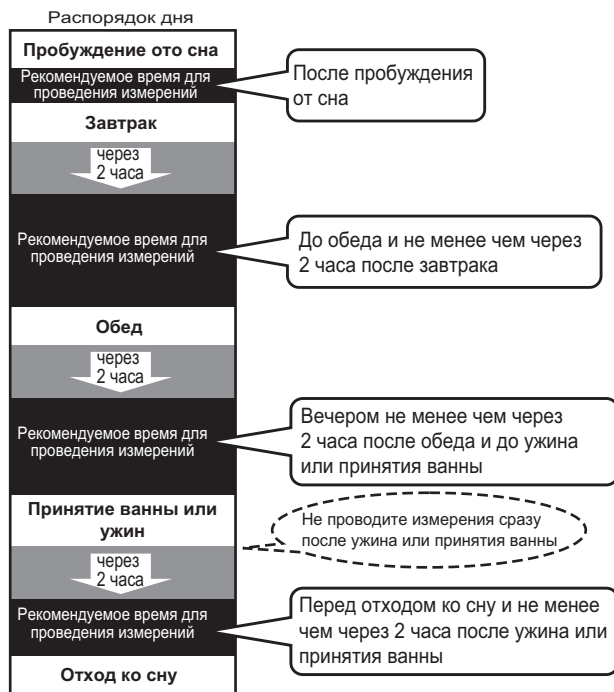 Распорядок дня
Пробуждение ото сна
Рекомендуемое время для
проведения измерений
После пробуждения
от сна
Завтрак
через
2 часа
Рекомендуемое время для
проведения измерений
До обеда и не менее чем через
2 часа после завтрака
Обед
через
2 часа
Рекомендуемое время для
проведения измерений
Вечером не менее чем через
2 часа после обеда и до ужина
или принятия ванны
Принятие ванны или
ужин
Не проводите измерения сразу
после ужина или принятия ванны
через
2 часа
Рекомендуемое время для
проведения измерений
Перед отходом ко сну и не менее
чем через 2 часа после ужина или
принятия ванны
Отход ко сну